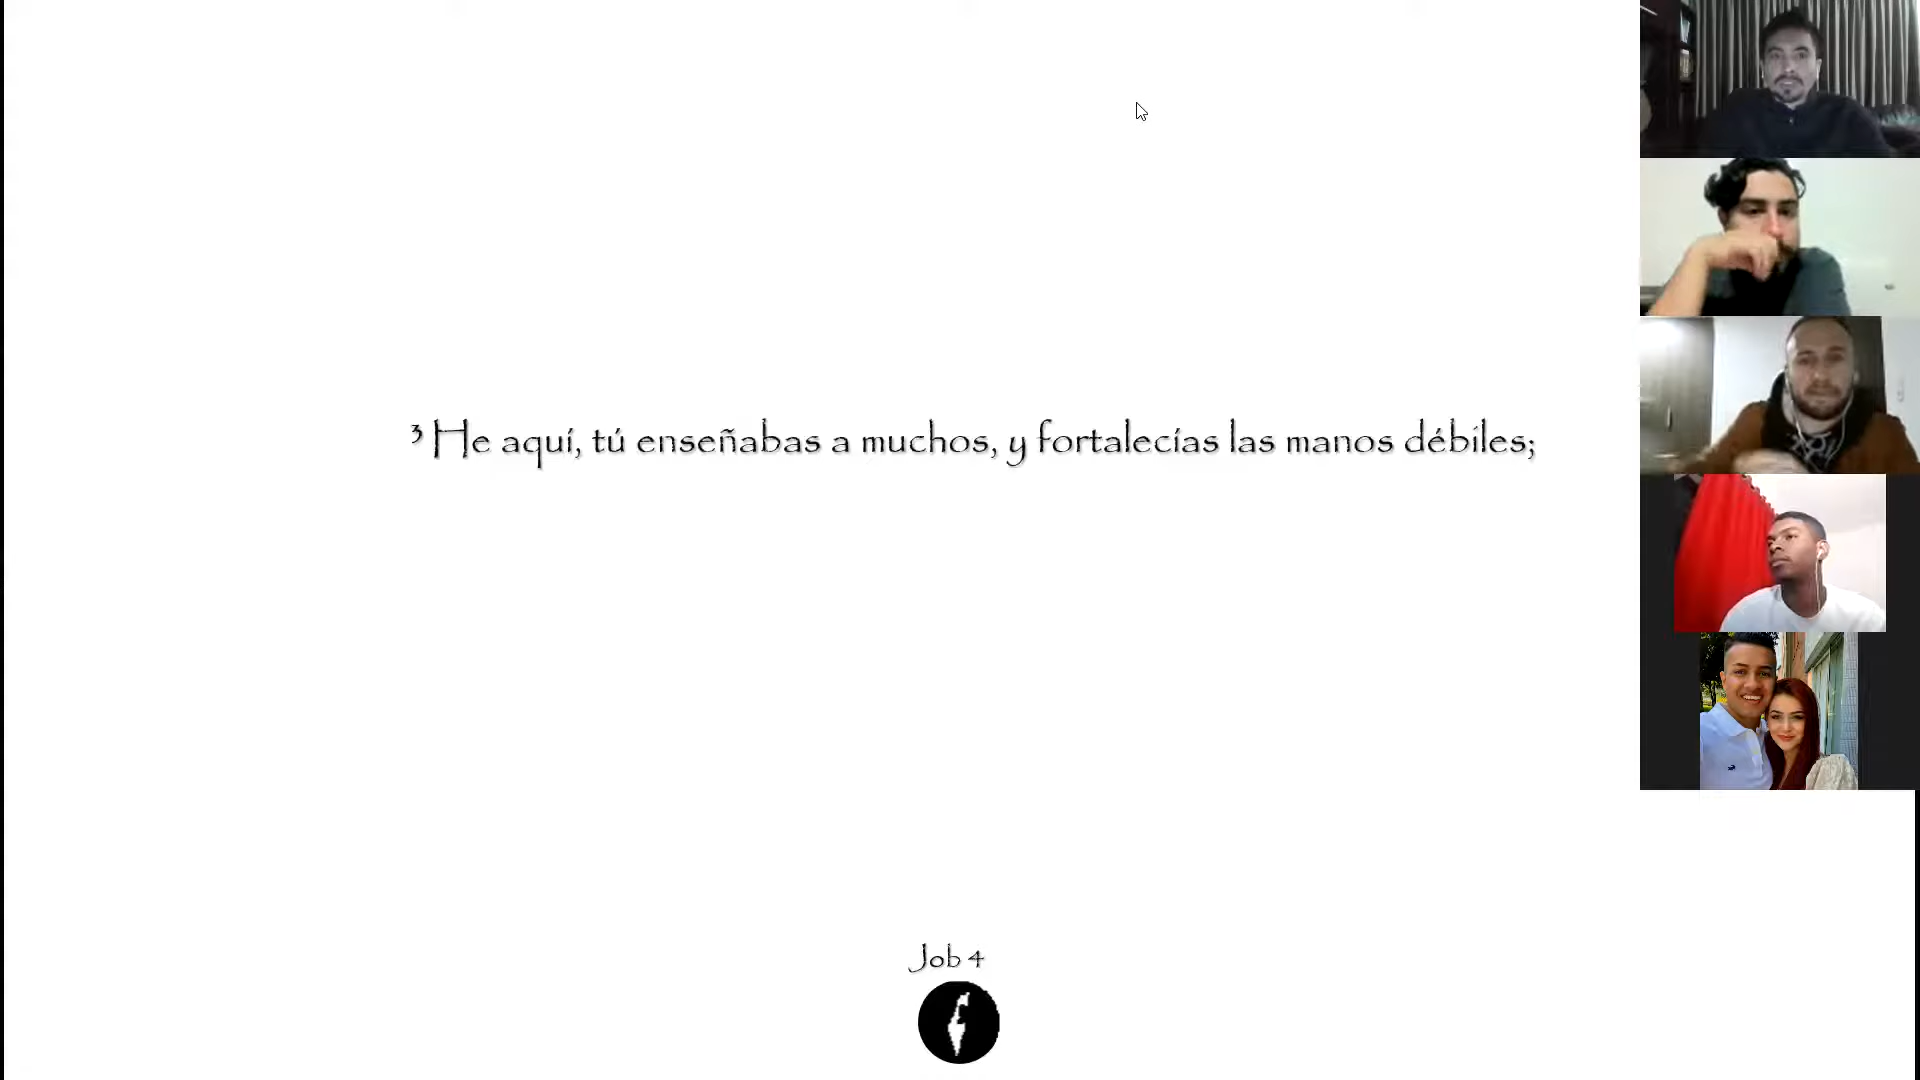 ³ He aquí, tú enseñabas a muchos, y fortalecías las manos débiles;
Job 4